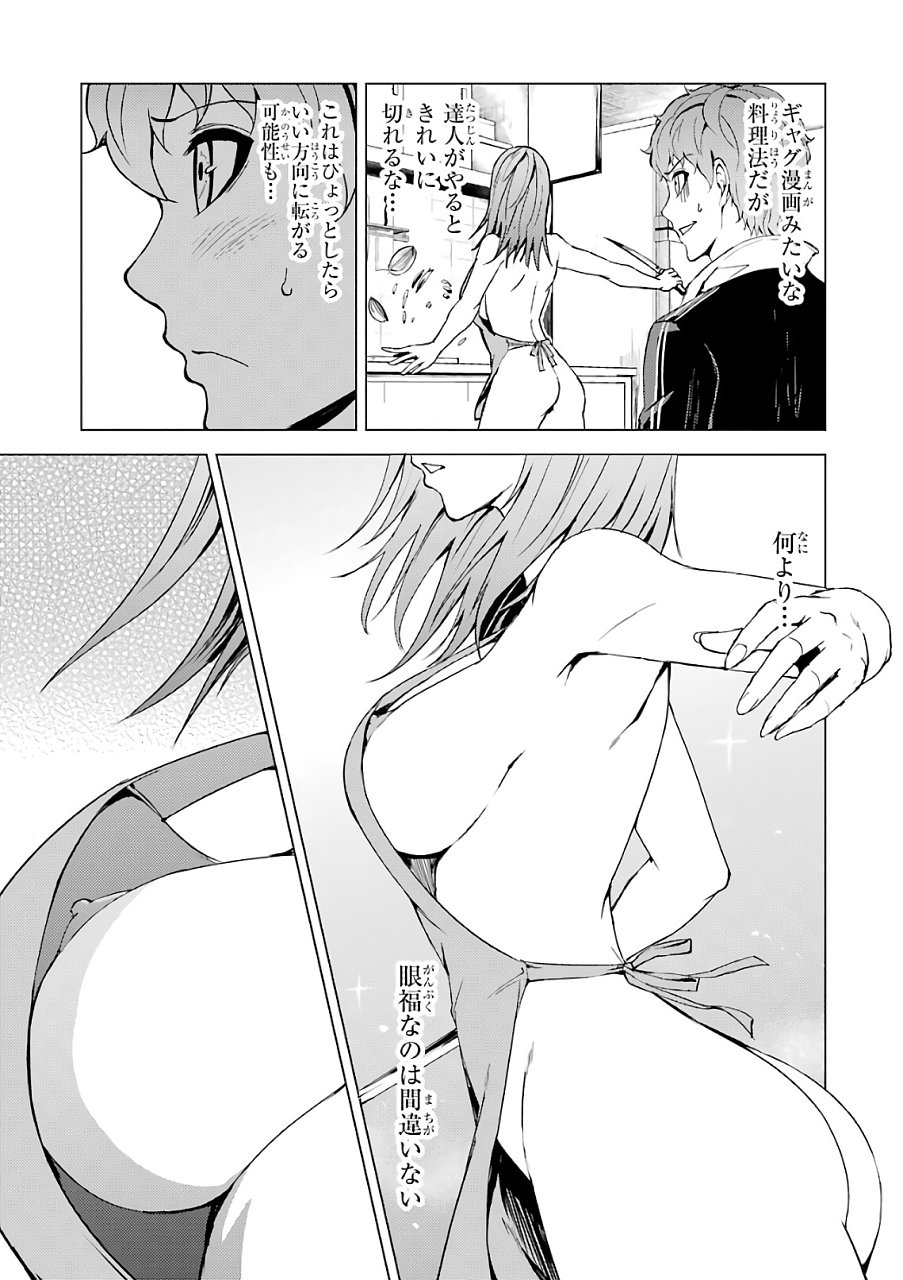 ギャグ漫画みたいな
料理法だが
達人がやると
きれいに
切れるな…
これはひょっとしたら
いい方向に転がる
可能性も…
何より…
眼福なのは間違いない